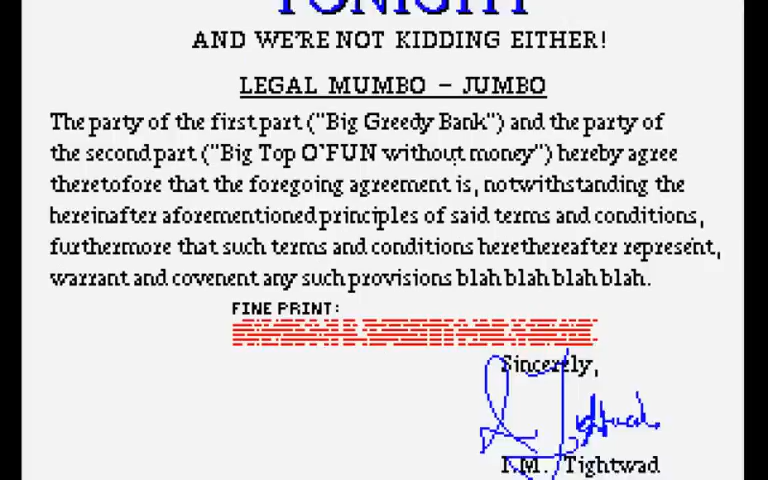 TONIGHT
AND WE'RE NOT KIDDING EITHER!
LEGAL MUMBO - JUMBO
The party of the first part ("Big Greedy Bank") and the party of
the second part ("Big Top O'FUN without money") hereby agree
theretofore that the foregoing agreement is, notwithstanding the
hereinafter aforementioned principles of said terms and conditions,
furthermore that such terms and conditions herethereafter represent,
warrant and covenent any such provisions blah blah blah blah.
FINE PRINT:
Sincerely,
I.M. Tightwad